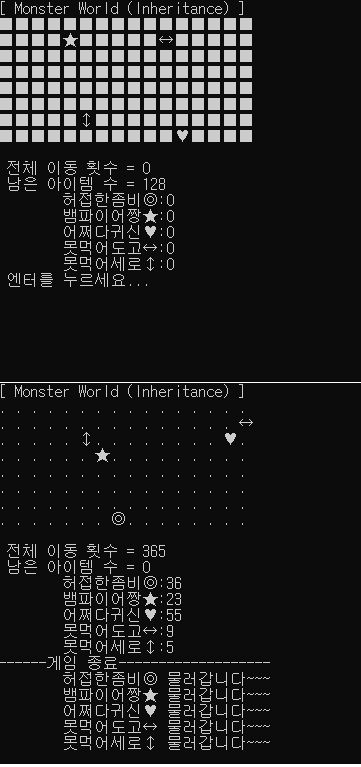 [ Monster World (Inheritance) ]
전체 이동 횟수 = 0
남은 아이템 수 = 128
허접한좀비◎:0
뱀파이어짱★:0
어쩌다귀신♥:0
못먹어도고↔:0
못먹어세로↕:0
엔터를 누르세요...
[ Monster World (Inheritance) ]
전체 이동 횟수 = 365
남은 아이템 수 = 0
허접한좀비◎:36
뱀파이어짱★:23
어쩌다귀신♥:55
못먹어도고↔:9
못먹어세로↕:5
------게임 종료-------------------
허접한좀비◎ 물러갑니다~~~
뱀파이어짱★ 물러갑니다~~~
어쩌다귀신♥ 물러갑니다~~~
못먹어도고↔ 물러갑니다~~~
못먹어세로↕ 물러갑니다~~~